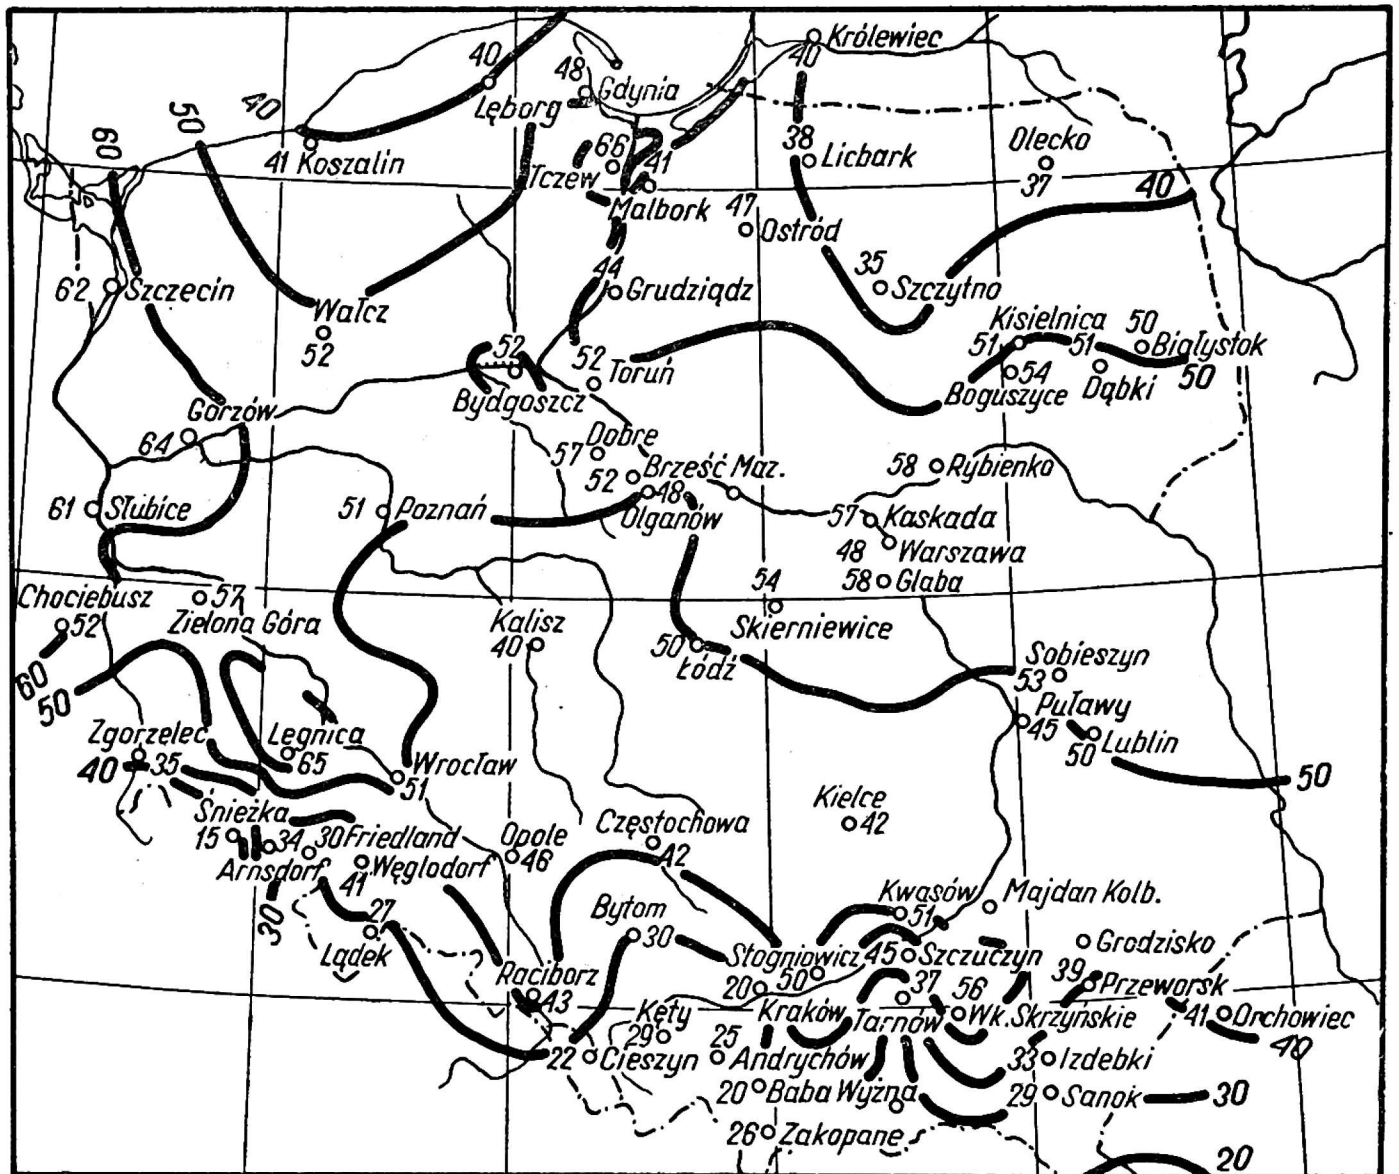 Królewiec
40
40
48
Gdynia
40
Lęborg
50
60
41 Koszalin
66
Tczew
41
Malbork
38
Licbark
Olecko
37
40
47
Ostród
62
Szczecin
Wałcz
52
44
Grudziądz
35
Szczytno
Kisielnica
51
50
Białystok
51
50
54
Dąbki
Boguszyce
52
Bydgoszcz
52
Toruń
Gorzów
64
Dobre
57
52
Brześć Maz.
48
Olganów
58
Rybienko
61
Słubice
51
Poznań
57
Kaskada
48
Warszawa
58
Glaba
Chociebusz
52
57
Zielona Góra
60
50
Kalisz
40
54
Skierniewice
50
Łódź
Sobieszyn
53
Puławy
45
50
Lublin
50
Zgorzelec
40
35
Legnica
65
Wrocław
51
Śnieżka
15
34
30
Friedland
Arnsdorf
41
Węglodorf
30
27
Lądek
Opole
46
Częstochowa
42
Kielce
42
Bytom
30
Kwasów
51
Majdan Kolb.
Stogniowicz
50
45
Szczuczyn
Grodzisko
39
Przeworsk
Raciborz
43
20
Kraków
37
Tarnów
56
Wk. Skrzyńskie
41
Orchowiec
40
Kęty
29
22
Cieszyn
25
Andrychów
33
Izdebki
20
Baba Wyżna
29
Sanok
30
26
Zakopane
20